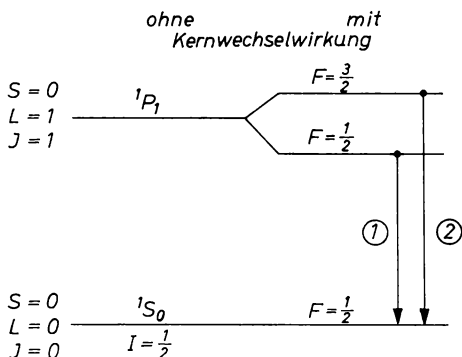 ohne mit
Kernwechselwirkung
S = 0
L = 1
J = 1
¹P₁
F = 3/2
F = 1/2
① ②
S = 0
L = 0
J = 0
¹S₀
I = 1/2
F = 1/2